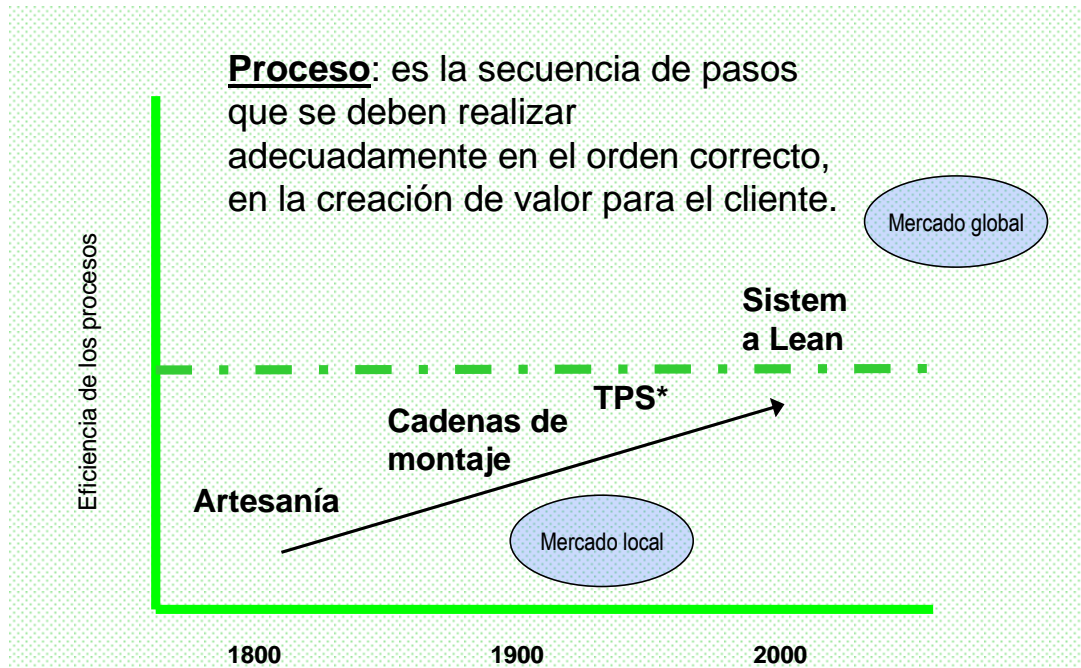 Proceso: es la secuencia de pasos
que se deben realizar
adecuadamente en el orden correcto,
en la creación de valor para el cliente.
Mercado global
Eficiencia de los procesos
Sistem
a Lean
TPS*
Cadenas de
montaje
Artesanía
Mercado local
1800
1900
2000